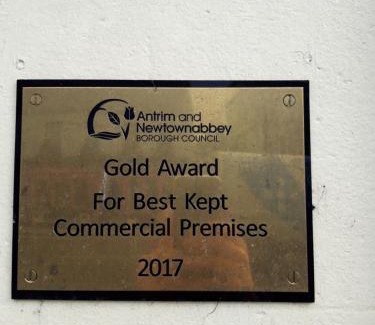 Antrim and
Newtownabbey
BOROUGH COUNCIL
Gold Award
For Best Kept
Commercial Premises
2017